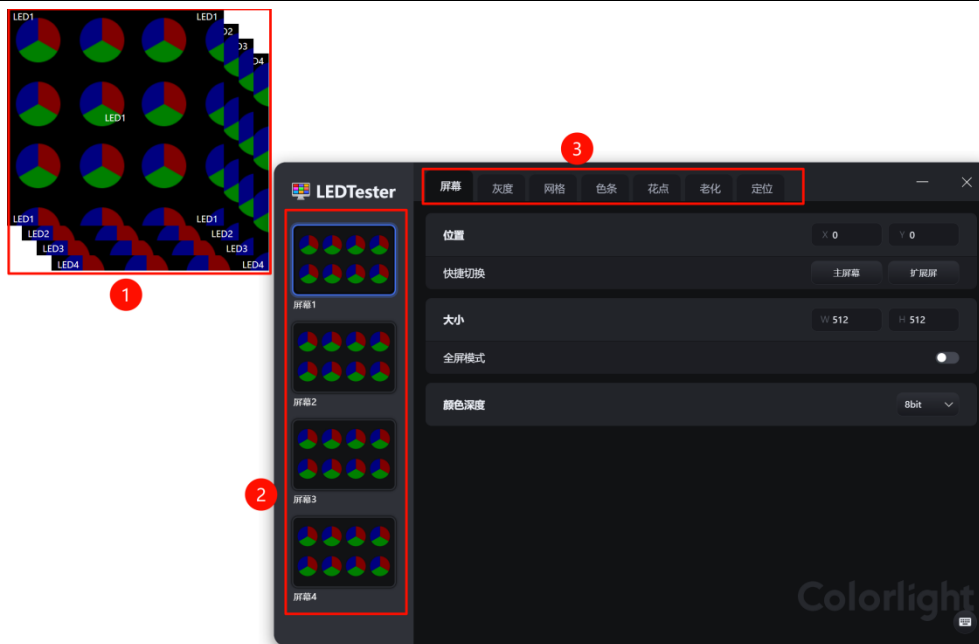 LED1 LED1
D2
D3
D4
LED1
LED1 LED1
LED2 LED2
LED3 LED3
LED4 LED4
1
3
LEDTester
屏幕 灰度 网格 色条 花点 老化 定位
位置 X 0 Y 0
快捷切换 主屏幕 扩展屏
屏幕1
大小 W 512 H 512
全屏模式
屏幕2
颜色深度 8bit
2
屏幕3
屏幕4
Colorlight